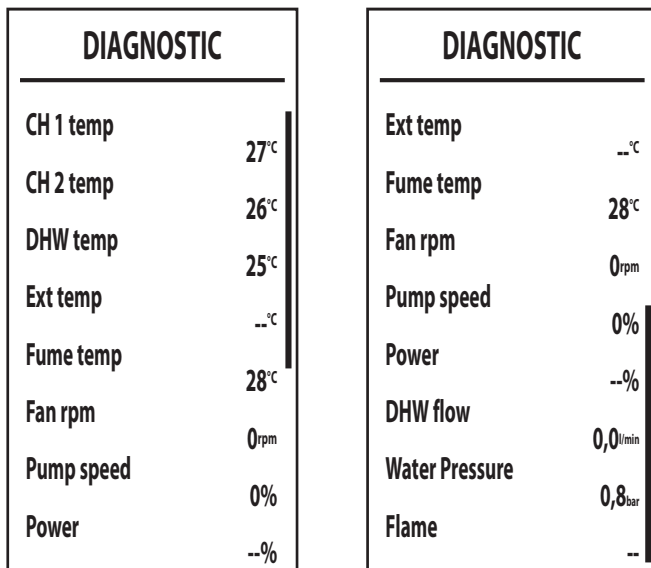 DIAGNOSTIC
CH 1 temp
27°C
CH 2 temp
26°C
DHW temp
25°C
Ext temp
--°C
Fume temp
28°C
Fan rpm
0rpm
Pump speed
0%
Power
--%
DIAGNOSTIC
Ext temp
--°C
Fume temp
28°C
Fan rpm
0rpm
Pump speed
0%
Power
--%
DHW flow
0,0l/min
Water Pressure
0,8bar
Flame
--